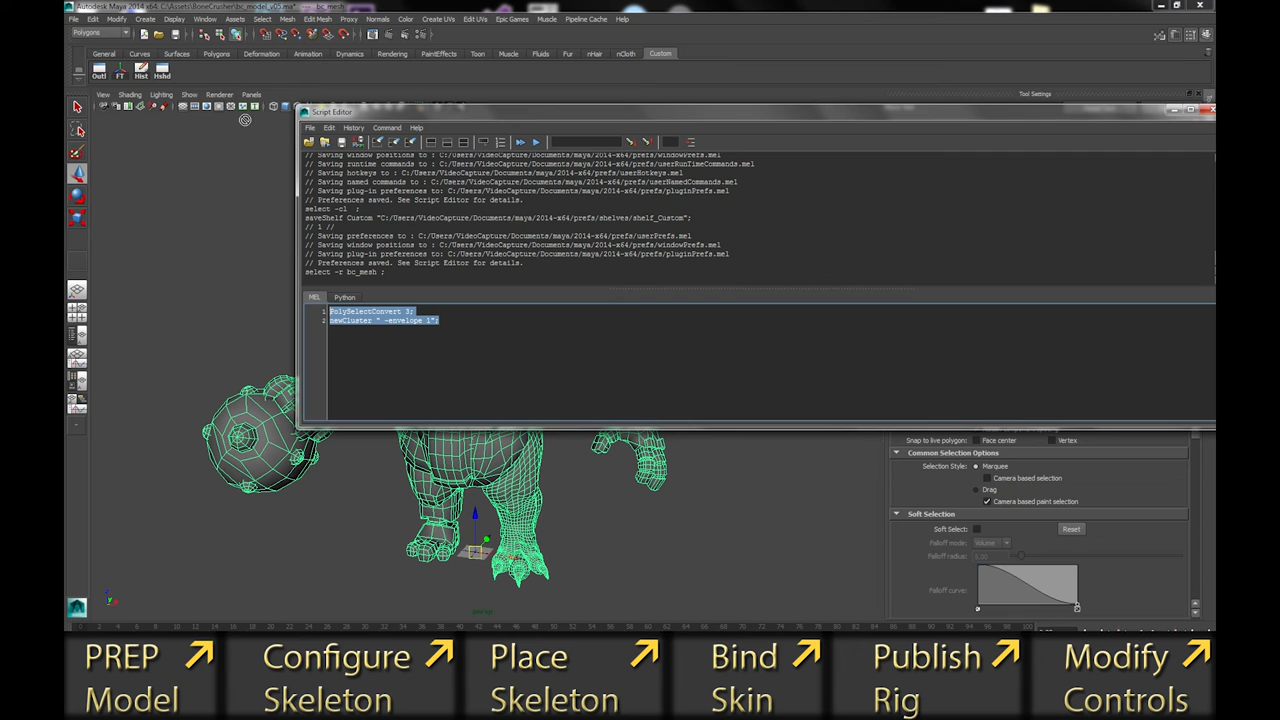 Autodesk Maya 2014 x64: C:\Assets\BoneCrusher\bc_model_v05.ma* --- bc_mesh
File Edit Modify Create Display Window Assets Select Mesh Edit Mesh Proxy Normals Color Create UVs Edit UVs Epic Games Muscle Pipeline Cache Help
Polygons
General Curves Surfaces Polygons Deformation Animation Dynamics Rendering PaintEffects Toon Muscle Fluids Fur nHair nCloth Custom
Outl FT Hist Hshd
View Shading Lighting Show Renderer Panels
Tool Settings
Script Editor
File Edit History Command Help
// Saving window positions to : C:/Users/VideoCapture/Documents/maya/2014-x64/prefs/windowPrefs.mel
// Saving runtime commands to : C:/Users/VideoCapture/Documents/maya/2014-x64/prefs/userRunTimeCommands.mel
// Saving hotkeys to : C:/Users/VideoCapture/Documents/maya/2014-x64/prefs/userHotkeys.mel
// Saving named commands to : C:/Users/VideoCapture/Documents/maya/2014-x64/prefs/userNamedCommands.mel
// Saving plug-in preferences to: C:/Users/VideoCapture/Documents/maya/2014-x64/prefs/pluginPrefs.mel
// Preferences saved. See Script Editor for details.
select -cl  ;
saveShelf Custom "C:/Users/VideoCapture/Documents/maya/2014-x64/prefs/shelves/shelf_Custom";
// 1 //
// Saving preferences to : C:/Users/VideoCapture/Documents/maya/2014-x64/prefs/userPrefs.mel
// Saving window positions to : C:/Users/VideoCapture/Documents/maya/2014-x64/prefs/windowPrefs.mel
// Saving plug-in preferences to: C:/Users/VideoCapture/Documents/maya/2014-x64/prefs/pluginPrefs.mel
// Preferences saved. See Script Editor for details.
select -r bc_mesh ;
MEL Python
1 PolySelectConvert 3;
2 newCluster " -envelope 1";
Snap to live polygon: Face center Vertex
Common Selection Options
Selection Style: Marquee
Camera based selection
Drag
Camera based paint selection
Soft Selection
Soft Select: Reset
Falloff mode: Volume
Falloff radius: 5.00
Falloff curve:
persp
PREP Model
Configure Skeleton
Place Skeleton
Bind Skin
Publish Rig
Modify Controls